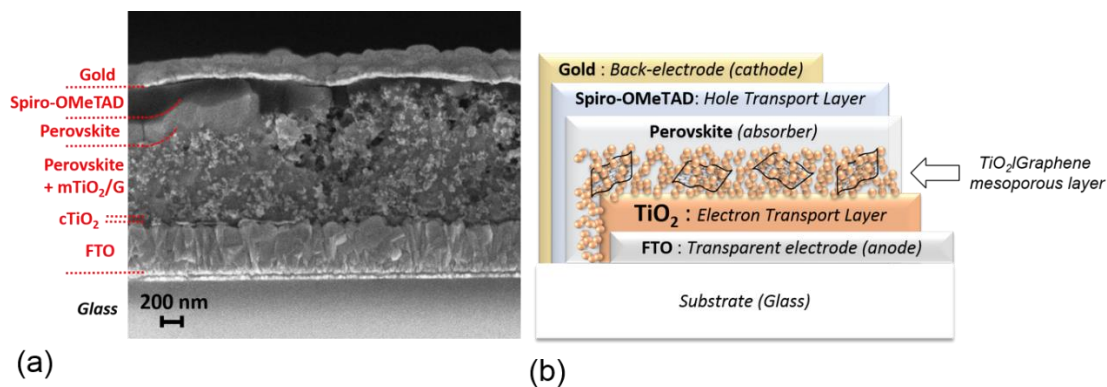 Gold
Spiro-OMeTAD
Perovskite
Perovskite
+ mTiO₂/G
cTiO₂
FTO
Glass
200 nm
(a)
Gold : Back-electrode (cathode)
Spiro-OMeTAD: Hole Transport Layer
Perovskite (absorber)
TiO₂/Graphene
mesoporous layer
TiO₂ : Electron Transport Layer
FTO : Transparent electrode (anode)
Substrate (Glass)
(b)